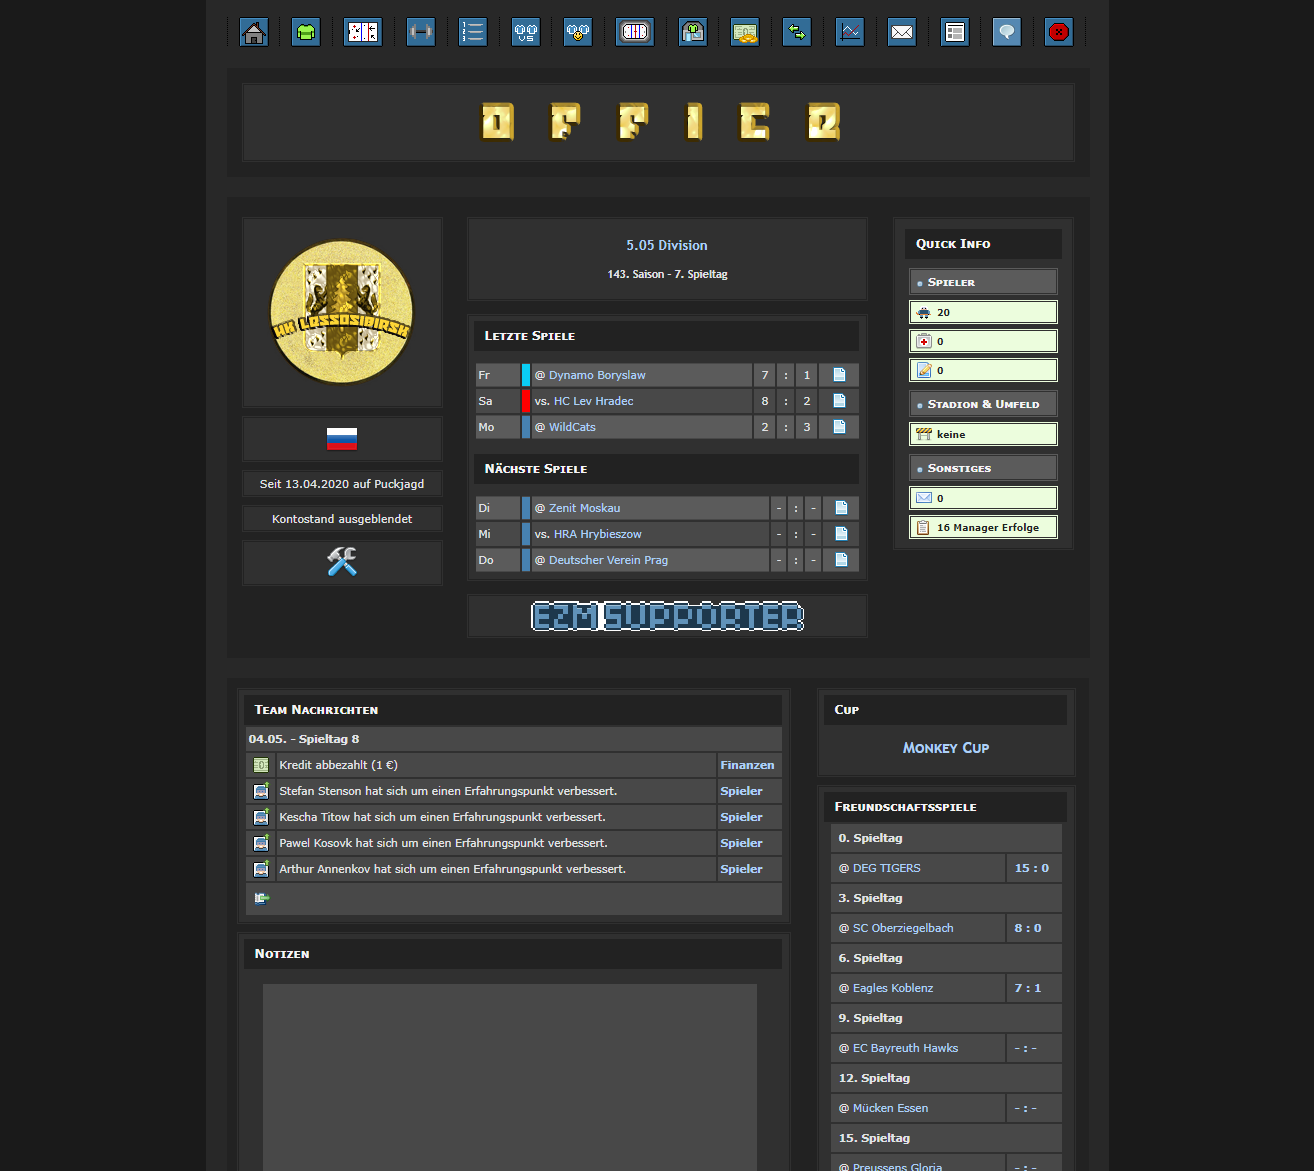 OFFICE
HK LESSOSIBIRSK
Seit 13.04.2020 auf Puckjagd
Kontostand ausgeblendet
5.05 Division
143. Saison - 7. Spieltag
Letzte Spiele
Fr @ Dynamo Boryslaw 7 : 1
Sa vs. HC Lev Hradec 8 : 2
Mo @ WildCats 2 : 3
Nächste Spiele
Di @ Zenit Moskau - : -
Mi vs. HRA Hrybieszow - : -
Do @ Deutscher Verein Prag - : -
EZM SUPPORTER
Quick Info
Spieler
20
0
0
Stadion & Umfeld
keine
Sonstiges
0
16 Manager Erfolge
Team Nachrichten
04.05. - Spieltag 8
Kredit abbezahlt (1 €) Finanzen
Stefan Stenson hat sich um einen Erfahrungspunkt verbessert. Spieler
Kescha Titow hat sich um einen Erfahrungspunkt verbessert. Spieler
Pawel Kosovk hat sich um einen Erfahrungspunkt verbessert. Spieler
Arthur Annenkov hat sich um einen Erfahrungspunkt verbessert. Spieler
Notizen
Cup
Monkey Cup
Freundschaftsspiele
0. Spieltag
@ DEG TIGERS 15 : 0
3. Spieltag
@ SC Oberziegelbach 8 : 0
6. Spieltag
@ Eagles Koblenz 7 : 1
9. Spieltag
@ EC Bayreuth Hawks - : -
12. Spieltag
@ Mücken Essen - : -
15. Spieltag
@ Preussens Gloria - : -